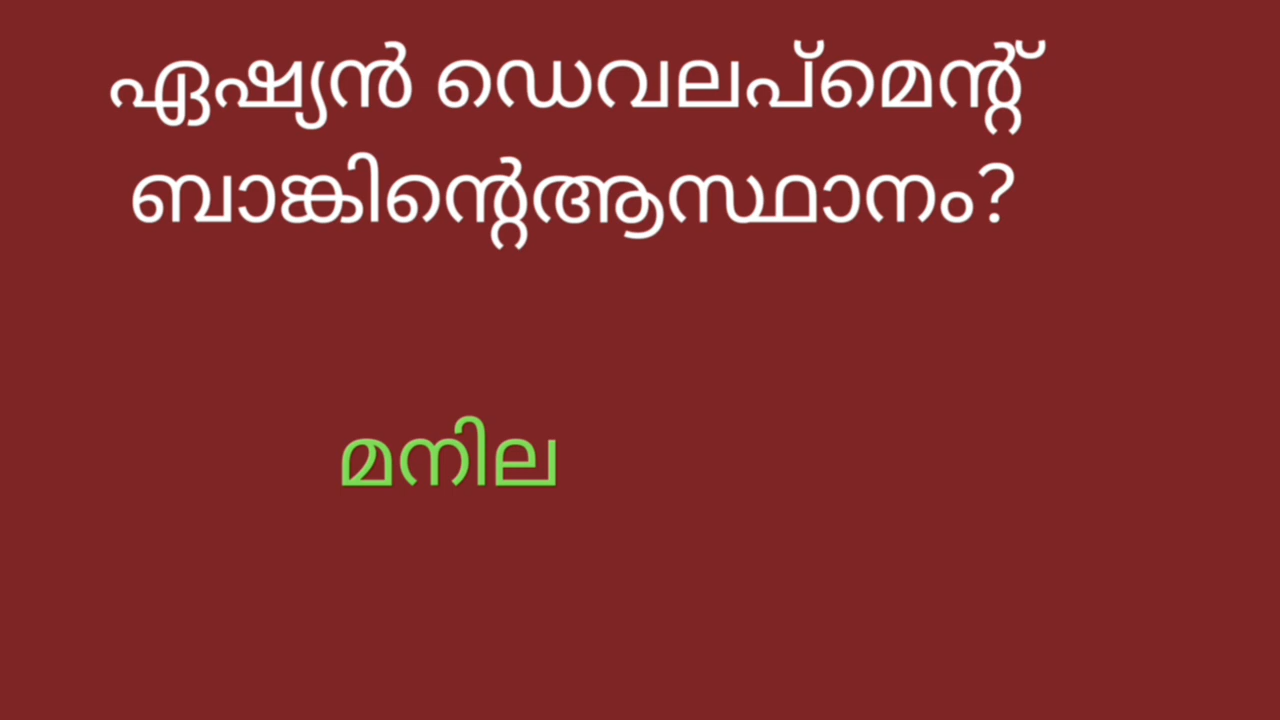 ഏഷ്യൻ ഡെവലപ്മെന്റ്
ബാങ്കിന്റെആസ്ഥാനം?
മനില